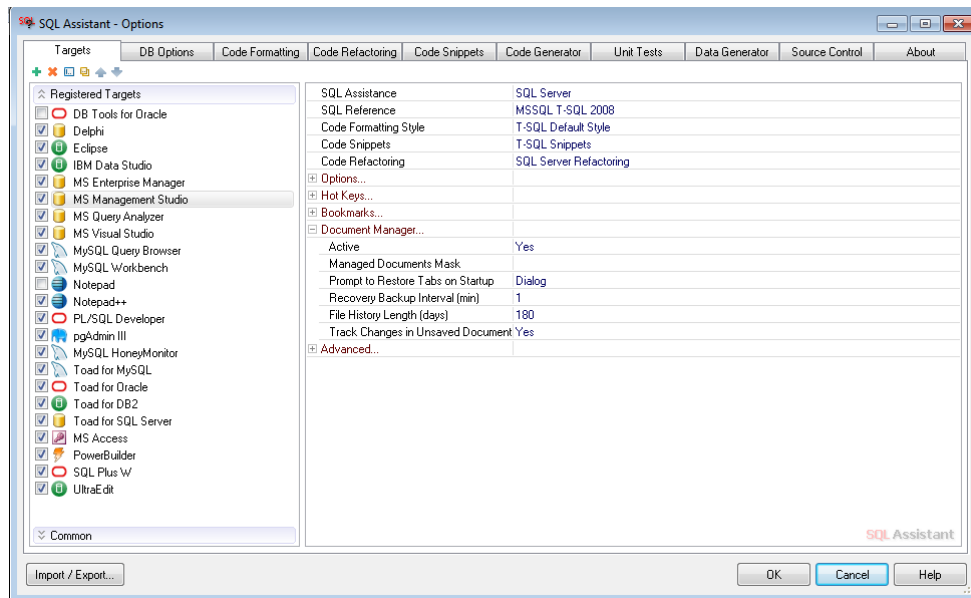 SQL Assistant - Options
Targets DB Options Code Formatting Code Refactoring Code Snippets Code Generator Unit Tests Data Generator Source Control About
Registered Targets
DB Tools for Oracle
Delphi
Eclipse
IBM Data Studio
MS Enterprise Manager
MS Management Studio
MS Query Analyzer
MS Visual Studio
MySQL Query Browser
MySQL Workbench
Notepad
Notepad++
PL/SQL Developer
pgAdmin III
MySQL HoneyMonitor
Toad for MySQL
Toad for Oracle
Toad for DB2
Toad for SQL Server
MS Access
PowerBuilder
SQL Plus W
UltraEdit
Common
SQL Assistance SQL Server
SQL Reference MSSQL T-SQL 2008
Code Formatting Style T-SQL Default Style
Code Snippets T-SQL Snippets
Code Refactoring SQL Server Refactoring
Options...
Hot Keys...
Bookmarks...
Document Manager...
Active Yes
Managed Documents Mask
Prompt to Restore Tabs on Startup Dialog
Recovery Backup Interval (min) 1
File History Length (days) 180
Track Changes in Unsaved Document Yes
Advanced...
SQL Assistant
Import / Export... OK Cancel Help